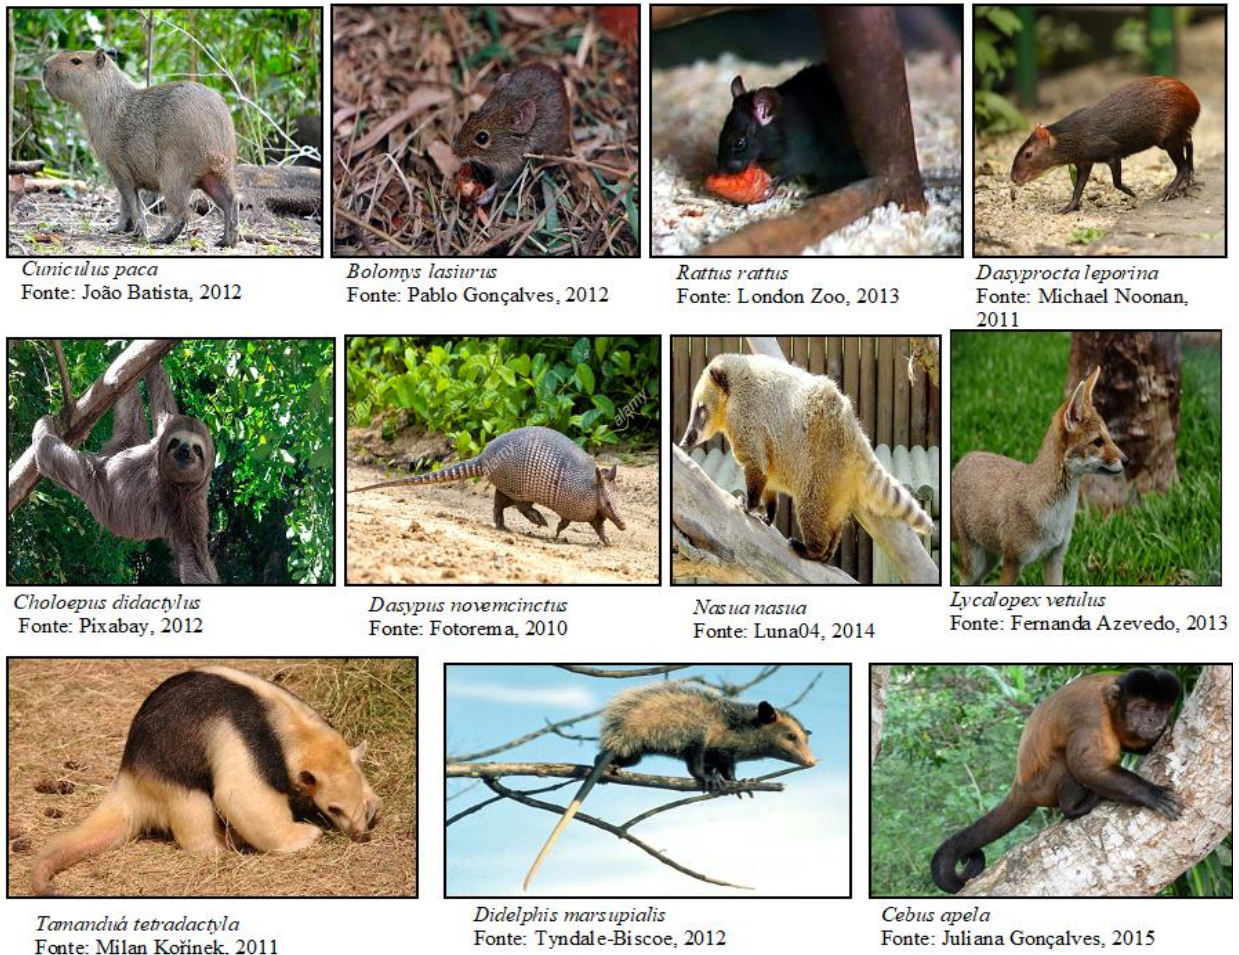 Cuniculus paca
Fonte: João Batista, 2012
Bolomys lasiurus
Fonte: Pablo Gonçalves, 2012
Rattus rattus
Fonte: London Zoo, 2013
Dasyprocta leporina
Fonte: Michael Noonan,
2011
alamy
Choloepus didactylus
Fonte: Pixabay, 2012
Dasypus novemcinctus
Fonte: Fotorema, 2010
Nasua nasua
Fonte: Luna04, 2014
Lycalopex vetulus
Fonte: Fernanda Azevedo, 2013
Tamanduá tetradactyla
Fonte: Milan Kořínek, 2011
Didelphis marsupialis
Fonte: Tyndale-Biscoe, 2012
Cebus apela
Fonte: Juliana Gonçalves, 2015